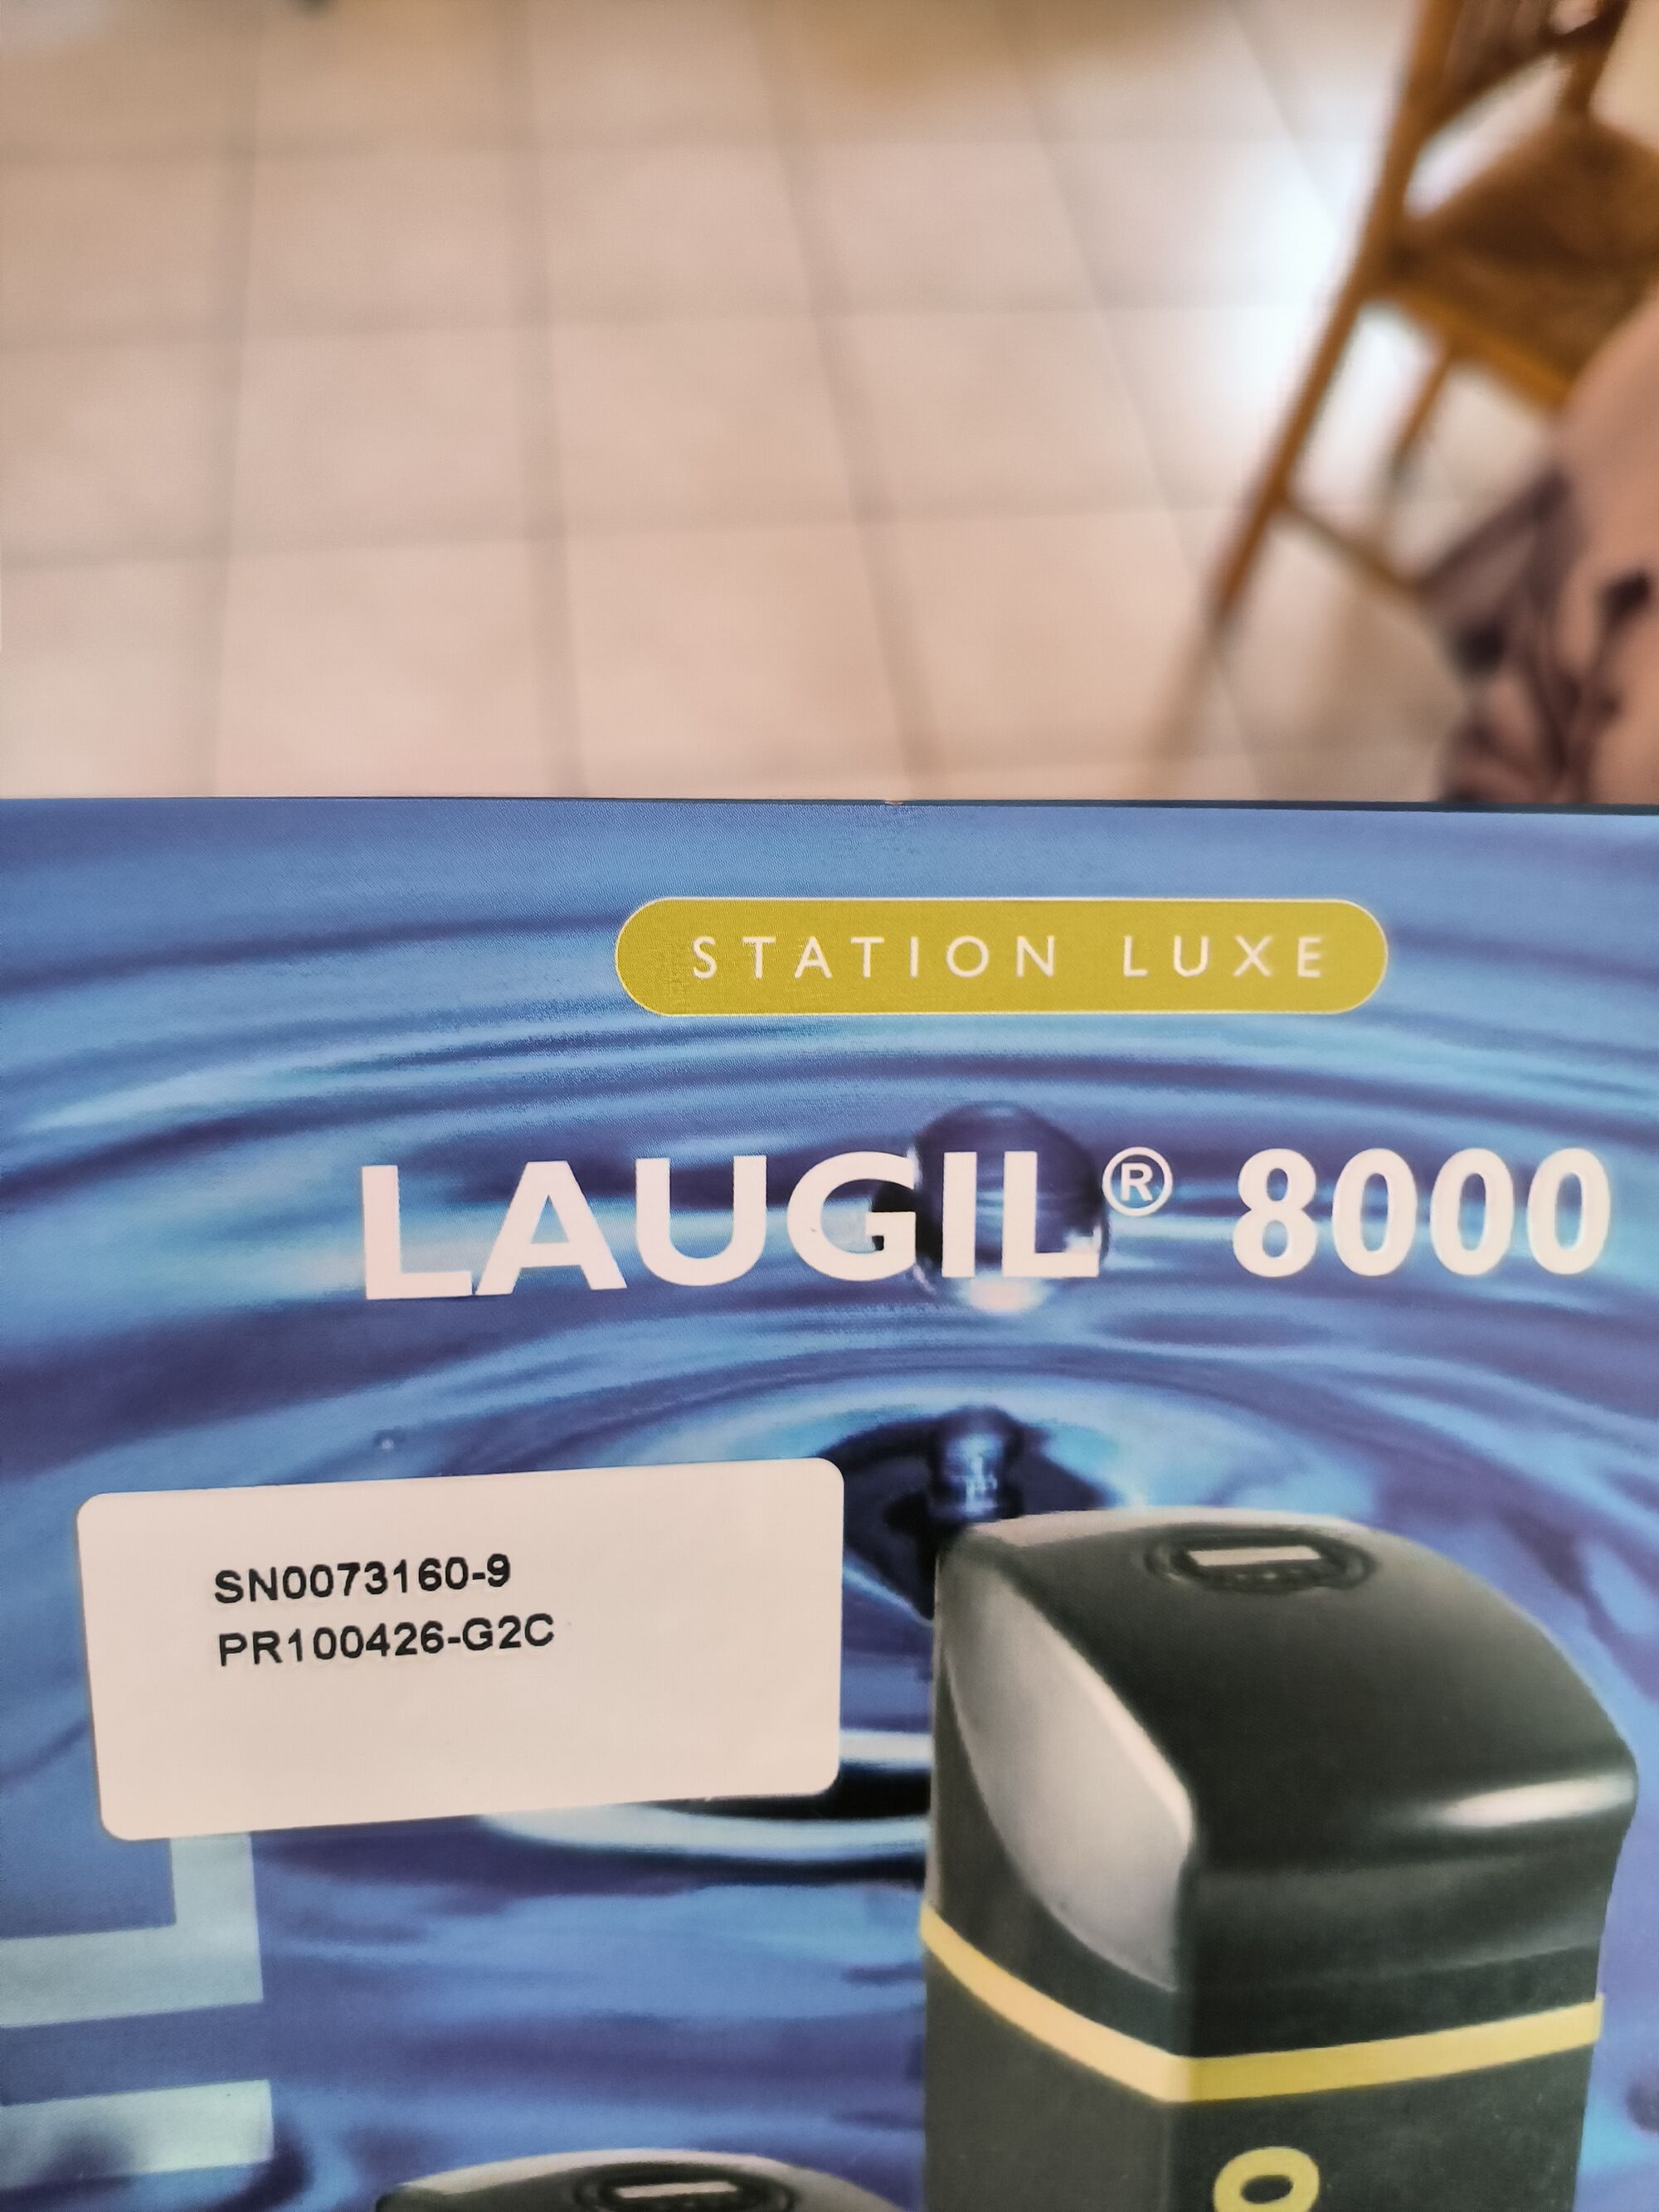 STATION LUXE
LAUGIL® 8000
SN0073160-9
PR100426-G2C